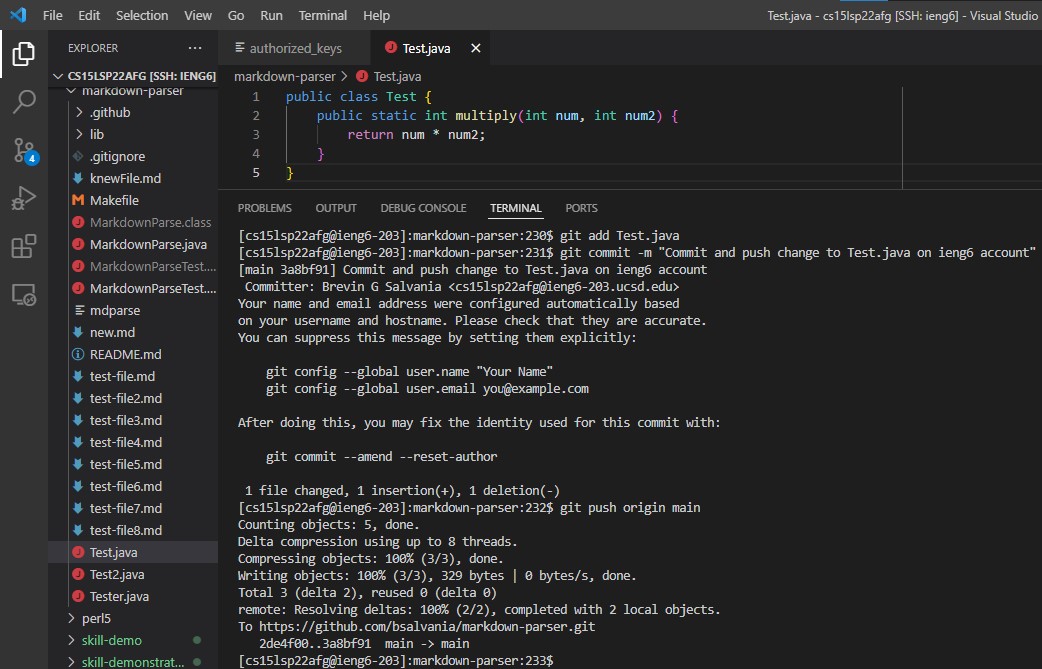 File Edit Selection View Go Run Terminal Help
Test.java - cs15lsp22afg [SSH: ieng6] - Visual Studio
EXPLORER ...
CS15LSP22AFG [SSH: IENG6]
markdown-parser
.github
lib
.gitignore
knewFile.md
Makefile
MarkdownParse.class
MarkdownParse.java
MarkdownParseTest....
MarkdownParseTest....
mdparse
new.md
README.md
test-file.md
test-file2.md
test-file3.md
test-file4.md
test-file5.md
test-file6.md
test-file7.md
test-file8.md
Test.java
Test2.java
Tester.java
perl5
skill-demo
skill-demonstrat...
4
authorized_keys Test.java
markdown-parser > Test.java
1 public class Test {
2 public static int multiply(int num, int num2) {
3 return num * num2;
4 }
5 }
PROBLEMS OUTPUT DEBUG CONSOLE TERMINAL PORTS
[cs15lsp22afg@ieng6-203]:markdown-parser:230$ git add Test.java
[cs15lsp22afg@ieng6-203]:markdown-parser:231$ git commit -m "Commit and push change to Test.java on ieng6 account"
[main 3a8bf91] Commit and push change to Test.java on ieng6 account
Committer: Brevin G Salvania <cs15lsp22afg@ieng6-203.ucsd.edu>
Your name and email address were configured automatically based
on your username and hostname. Please check that they are accurate.
You can suppress this message by setting them explicitly:
git config --global user.name "Your Name"
git config --global user.email you@example.com
After doing this, you may fix the identity used for this commit with:
git commit --amend --reset-author
1 file changed, 1 insertion(+), 1 deletion(-)
[cs15lsp22afg@ieng6-203]:markdown-parser:232$ git push origin main
Counting objects: 5, done.
Delta compression using up to 8 threads.
Compressing objects: 100% (3/3), done.
Writing objects: 100% (3/3), 329 bytes | 0 bytes/s, done.
Total 3 (delta 2), reused 0 (delta 0)
remote: Resolving deltas: 100% (2/2), completed with 2 local objects.
To https://github.com/bsalvania/markdown-parser.git
2de4f00..3a8bf91 main -> main
[cs15lsp22afg@ieng6-203]:markdown-parser:233$